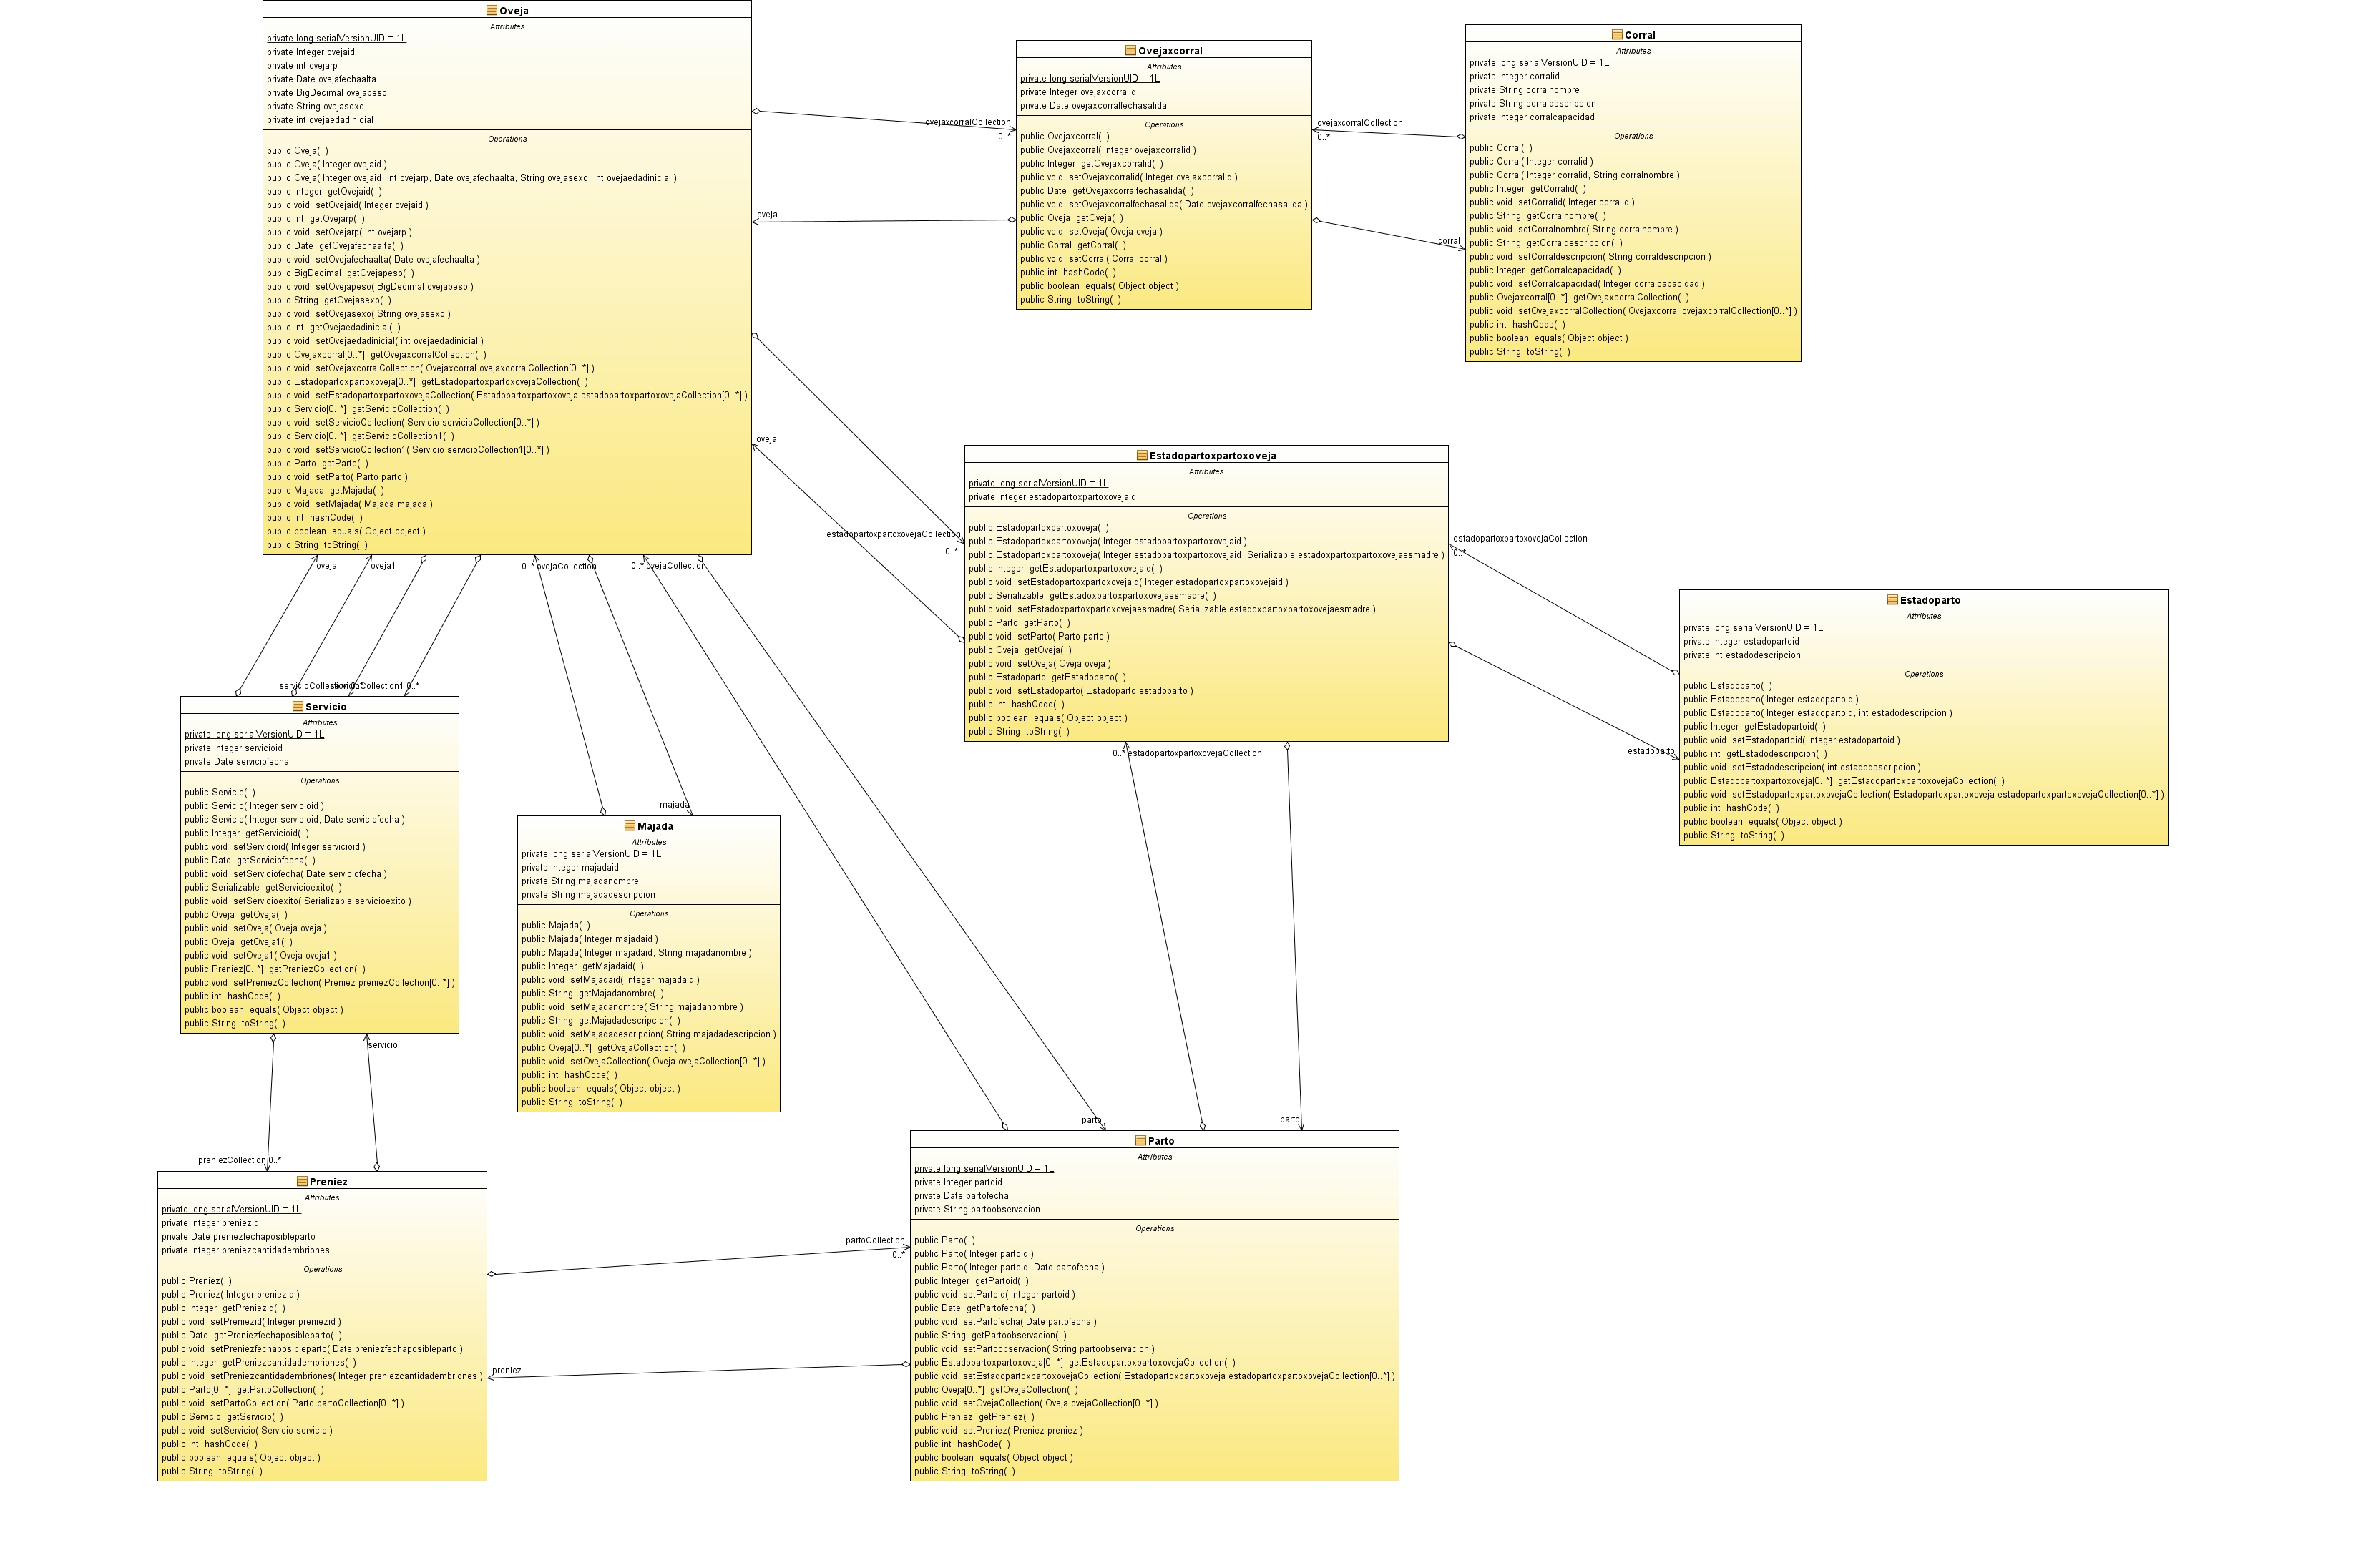 Oveja
Attributes
private long serialVersionUID = 1L
private Integer ovejaid
private int ovejarp
private Date ovejafechaalta
private BigDecimal ovejapeso
private String ovejasexo
private int ovejaedadinicial
Operations
public Oveja( )
public Oveja( Integer ovejaid )
public Oveja( Integer ovejaid, int ovejarp, Date ovejafechaalta, String ovejasexo, int ovejaedadinicial )
public Integer getOvejaid( )
public void setOvejaid( Integer ovejaid )
public int getOvejarp( )
public void setOvejarp( int ovejarp )
public Date getOvejafechaalta( )
public void setOvejafechaalta( Date ovejafechaalta )
public BigDecimal getOvejapeso( )
public void setOvejapeso( BigDecimal ovejapeso )
public String getOvejasexo( )
public void setOvejasexo( String ovejasexo )
public int getOvejaedadinicial( )
public void setOvejaedadinicial( int ovejaedadinicial )
public Ovejaxcorral[0..*] getOvejaxcorralCollection( )
public void setOvejaxcorralCollection( Ovejaxcorral ovejaxcorralCollection[0..*] )
public Estadopartoxpartoxoveja[0..*] getEstadopartoxpartoxovejaCollection( )
public void setEstadopartoxpartoxovejaCollection( Estadopartoxpartoxoveja estadopartoxpartoxovejaCollection[0..*] )
public Servicio[0..*] getServicioCollection( )
public void setServicioCollection( Servicio servicioCollection[0..*] )
public Servicio[0..*] getServicioCollection1( )
public void setServicioCollection1( Servicio servicioCollection1[0..*] )
public Parto getParto( )
public void setParto( Parto parto )
public Majada getMajada( )
public void setMajada( Majada majada )
public int hashCode( )
public boolean equals( Object object )
public String toString( )
ovejaxcorralCollection
0..*
oveja
Ovejaxcorral
Attributes
private long serialVersionUID = 1L
private Integer ovejaxcorralid
private Date ovejaxcorralfechasalida
Operations
public Ovejaxcorral( )
public Ovejaxcorral( Integer ovejaxcorralid )
public Integer getOvejaxcorralid( )
public void setOvejaxcorralid( Integer ovejaxcorralid )
public Date getOvejaxcorralfechasalida( )
public void setOvejaxcorralfechasalida( Date ovejaxcorralfechasalida )
public Oveja getOveja( )
public void setOveja( Oveja oveja )
public Corral getCorral( )
public void setCorral( Corral corral )
public int hashCode( )
public boolean equals( Object object )
public String toString( )
ovejaxcorralCollection
0..*
corral
Corral
Attributes
private long serialVersionUID = 1L
private Integer corralid
private String corralnombre
private String corraldescripcion
private Integer corralcapacidad
Operations
public Corral( )
public Corral( Integer corralid )
public Corral( Integer corralid, String corralnombre )
public Integer getCorralid( )
public void setCorralid( Integer corralid )
public String getCorralnombre( )
public void setCorralnombre( String corralnombre )
public String getCorraldescripcion( )
public void setCorraldescripcion( String corraldescripcion )
public Integer getCorralcapacidad( )
public void setCorralcapacidad( Integer corralcapacidad )
public Ovejaxcorral[0..*] getOvejaxcorralCollection( )
public void setOvejaxcorralCollection( Ovejaxcorral ovejaxcorralCollection[0..*] )
public int hashCode( )
public boolean equals( Object object )
public String toString( )
oveja
estadopartoxpartoxovejaCollection
0..*
Estadopartoxpartoxoveja
Attributes
private long serialVersionUID = 1L
private Integer estadopartoxpartoxovejaid
Operations
public Estadopartoxpartoxoveja( )
public Estadopartoxpartoxoveja( Integer estadopartoxpartoxovejaid )
public Estadopartoxpartoxoveja( Integer estadopartoxpartoxovejaid, Serializable estadoxpartoxpartoxovejaesmadre )
public Integer getEstadopartoxpartoxovejaid( )
public void setEstadopartoxpartoxovejaid( Integer estadopartoxpartoxovejaid )
public Serializable getEstadoxpartoxpartoxovejaesmadre( )
public void setEstadoxpartoxpartoxovejaesmadre( Serializable estadoxpartoxpartoxovejaesmadre )
public Parto getParto( )
public void setParto( Parto parto )
public Oveja getOveja( )
public void setOveja( Oveja oveja )
public Estadoparto getEstadoparto( )
public void setEstadoparto( Estadoparto estadoparto )
public int hashCode( )
public boolean equals( Object object )
public String toString( )
estadopartoxpartoxovejaCollection
0..*
estadoparto
0..* estadopartoxpartoxovejaCollection
Estadoparto
Attributes
private long serialVersionUID = 1L
private Integer estadopartoid
private int estadodescripcion
Operations
public Estadoparto( )
public Estadoparto( Integer estadopartoid )
public Estadoparto( Integer estadopartoid, int estadodescripcion )
public Integer getEstadopartoid( )
public void setEstadopartoid( Integer estadopartoid )
public int getEstadodescripcion( )
public void setEstadodescripcion( int estadodescripcion )
public Estadopartoxpartoxoveja[0..*] getEstadopartoxpartoxovejaCollection( )
public void setEstadopartoxpartoxovejaCollection( Estadopartoxpartoxoveja estadopartoxpartoxovejaCollection[0..*] )
public int hashCode( )
public boolean equals( Object object )
public String toString( )
oveja
oveja1
0..* ovejaCollection
0..* ovejaCollection
servicioCollection 0..*
servicioCollection1 0..*
Servicio
Attributes
private long serialVersionUID = 1L
private Integer servicioid
private Date serviciofecha
Operations
public Servicio( )
public Servicio( Integer servicioid )
public Servicio( Integer servicioid, Date serviciofecha )
public Integer getServicioid( )
public void setServicioid( Integer servicioid )
public Date getServiciofecha( )
public void setServiciofecha( Date serviciofecha )
public Serializable getServicioexito( )
public void setServicioexito( Serializable servicioexito )
public Oveja getOveja( )
public void setOveja( Oveja oveja )
public Oveja getOveja1( )
public void setOveja1( Oveja oveja1 )
public Preniez[0..*] getPreniezCollection( )
public void setPreniezCollection( Preniez preniezCollection[0..*] )
public int hashCode( )
public boolean equals( Object object )
public String toString( )
majada
Majada
Attributes
private long serialVersionUID = 1L
private Integer majadaid
private String majadanombre
private String majadadescripcion
Operations
public Majada( )
public Majada( Integer majadaid )
public Majada( Integer majadaid, String majadanombre )
public Integer getMajadaid( )
public void setMajadaid( Integer majadaid )
public String getMajadanombre( )
public void setMajadanombre( String majadanombre )
public String getMajadadescripcion( )
public void setMajadadescripcion( String majadadescripcion )
public Oveja[0..*] getOvejaCollection( )
public void setOvejaCollection( Oveja ovejaCollection[0..*] )
public int hashCode( )
public boolean equals( Object object )
public String toString( )
servicio
preniezCollection 0..*
Preniez
Attributes
private long serialVersionUID = 1L
private Integer preniezid
private Date preniezfechaposibleparto
private Integer preniezcantidadembriones
Operations
public Preniez( )
public Preniez( Integer preniezid )
public Integer getPreniezid( )
public void setPreniezid( Integer preniezid )
public Date getPreniezfechaposibleparto( )
public void setPreniezfechaposibleparto( Date preniezfechaposibleparto )
public Integer getPreniezcantidadembriones( )
public void setPreniezcantidadembriones( Integer preniezcantidadembriones )
public Parto[0..*] getPartoCollection( )
public void setPartoCollection( Parto partoCollection[0..*] )
public Servicio getServicio( )
public void setServicio( Servicio servicio )
public int hashCode( )
public boolean equals( Object object )
public String toString( )
partoCollection
0..*
preniez
parto
parto
Parto
Attributes
private long serialVersionUID = 1L
private Integer partoid
private Date partofecha
private String partoobservacion
Operations
public Parto( )
public Parto( Integer partoid )
public Parto( Integer partoid, Date partofecha )
public Integer getPartoid( )
public void setPartoid( Integer partoid )
public Date getPartofecha( )
public void setPartofecha( Date partofecha )
public String getPartoobservacion( )
public void setPartoobservacion( String partoobservacion )
public Estadopartoxpartoxoveja[0..*] getEstadopartoxpartoxovejaCollection( )
public void setEstadopartoxpartoxovejaCollection( Estadopartoxpartoxoveja estadopartoxpartoxovejaCollection[0..*] )
public Oveja[0..*] getOvejaCollection( )
public void setOvejaCollection( Oveja ovejaCollection[0..*] )
public Preniez getPreniez( )
public void setPreniez( Preniez preniez )
public int hashCode( )
public boolean equals( Object object )
public String toString( )